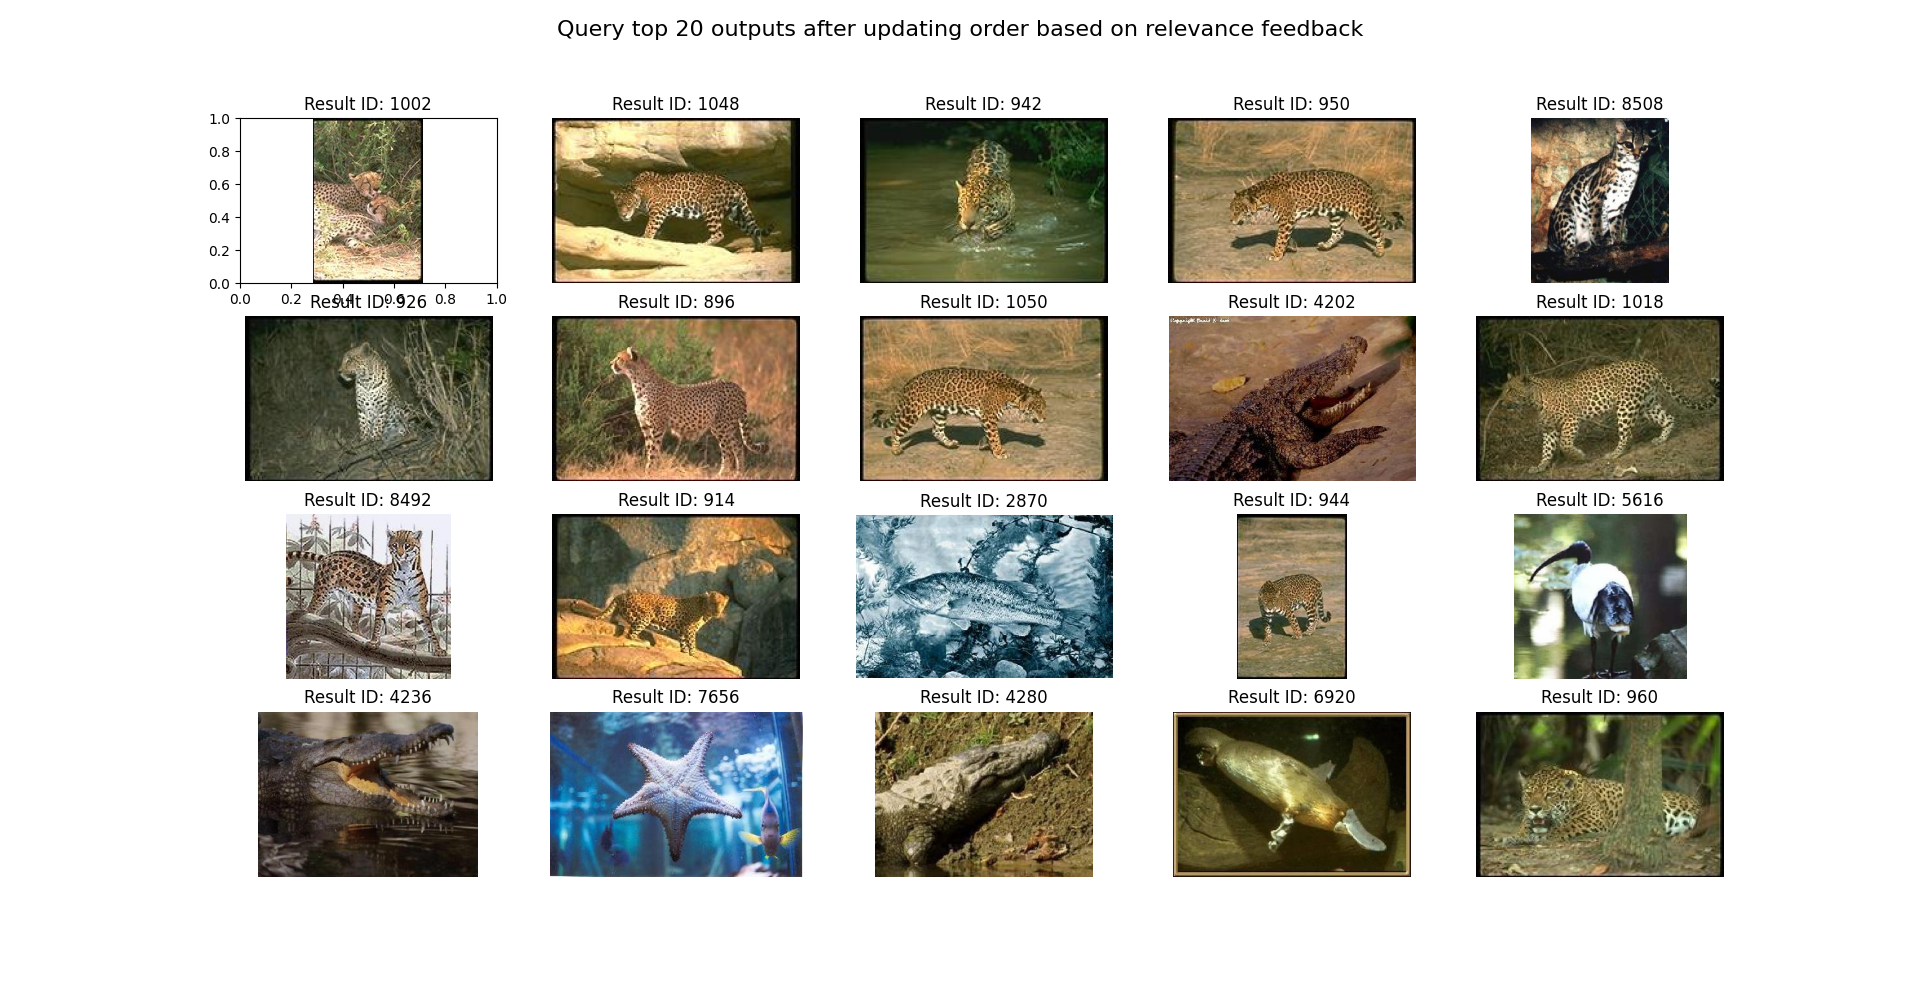 Query top 20 outputs after updating order based on relevance feedback
Result ID: 1002
Result ID: 1048
Result ID: 942
Result ID: 950
Result ID: 8508
1.0
0.8
0.6
0.4
0.2
0.0
0.0 0.2 0.4 0.6 0.8 1.0
Result ID: 926
Result ID: 896
Result ID: 1050
Result ID: 4202
Result ID: 1018
Result ID: 8492
Result ID: 914
Result ID: 2870
Result ID: 944
Result ID: 5616
Result ID: 4236
Result ID: 7656
Result ID: 4280
Result ID: 6920
Result ID: 960